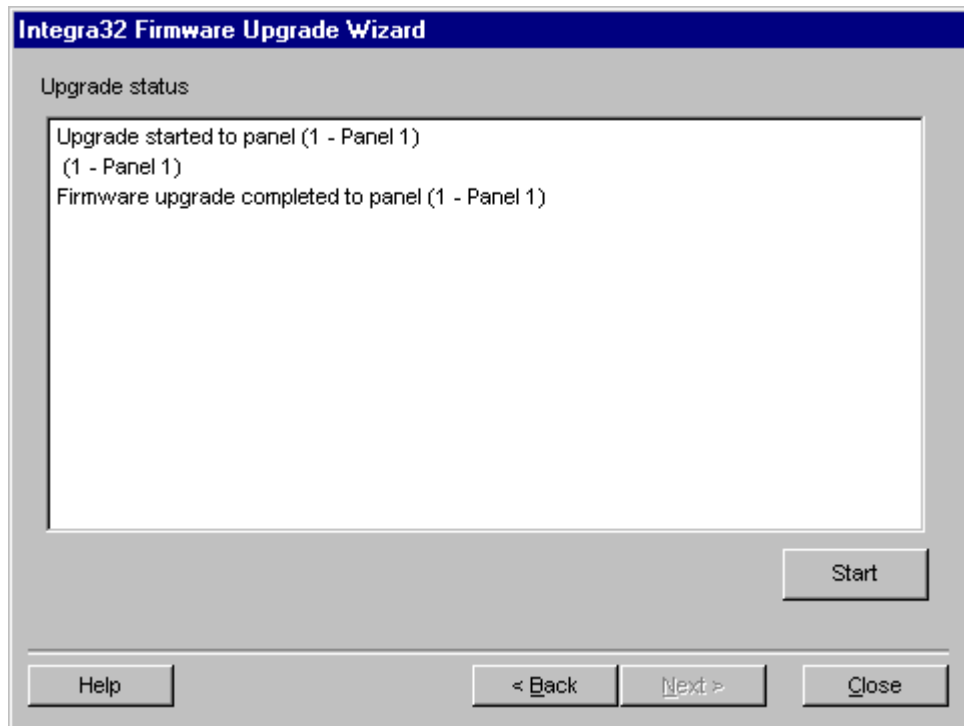 Integra32 Firmware Upgrade Wizard
Upgrade status
Upgrade started to panel (1 - Panel 1)
(1 - Panel 1)
Firmware upgrade completed to panel (1 - Panel 1)
Start
Help
< Back
Next >
Close